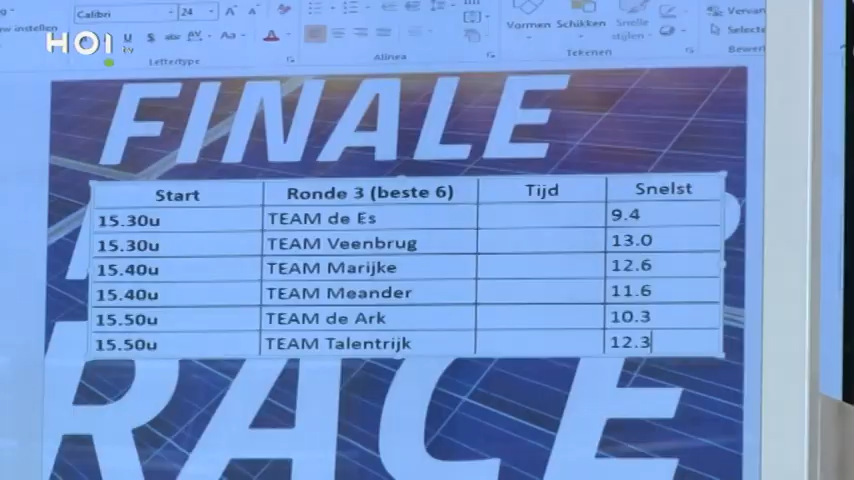 Calibri 24
HOI tv
Lettertype
Alinea
Vormen Schikken Snelle stijlen
Tekenen
Vervan
Selecte
Bewerk
FINALE
Start Ronde 3 (beste 6) Tijd Snelst
15.30u TEAM de Es 9.4
15.30u TEAM Veenbrug 13.0
15.40u TEAM Marijke 12.6
15.40u TEAM Meander 11.6
15.50u TEAM de Ark 10.3
15.50u TEAM Talentrijk 12.3
RACE